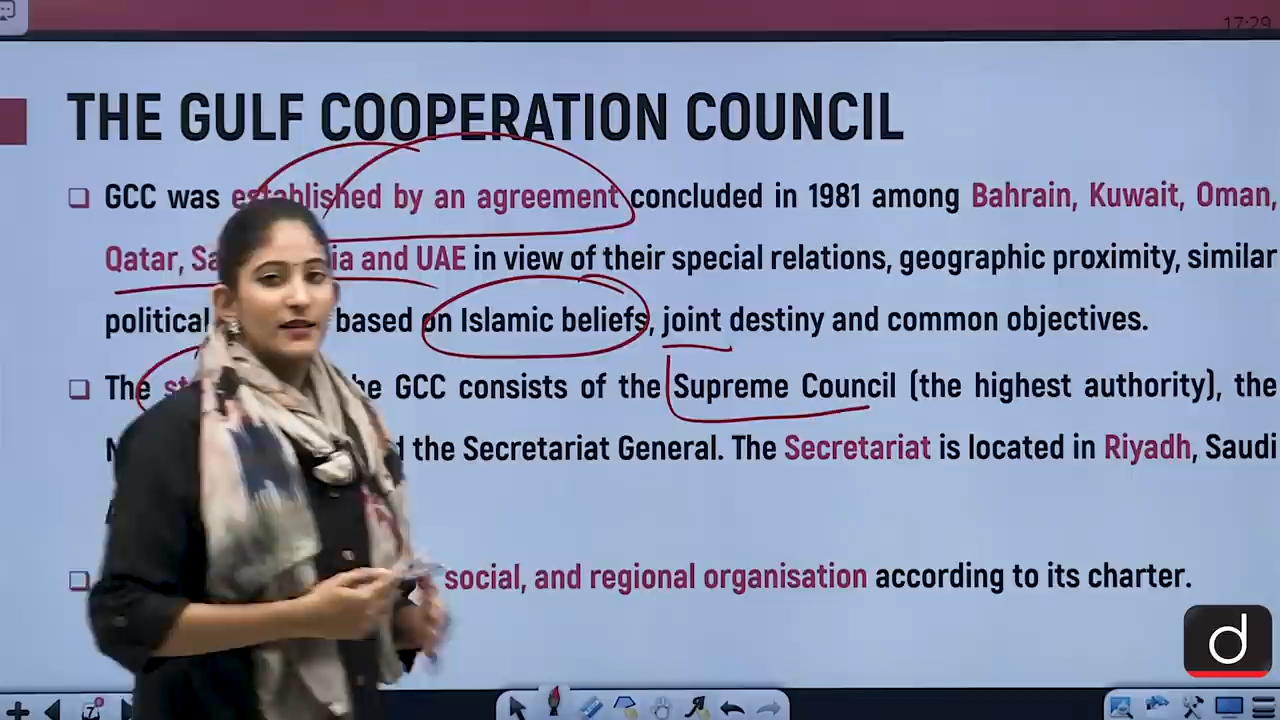 17:29
THE GULF COOPERATION COUNCIL
GCC was established by an agreement concluded in 1981 among Bahrain, Kuwait, Oman,
Qatar, and UAE in view of their special relations, geographic proximity, similar
political based on Islamic beliefs, joint destiny and common objectives.
The GCC consists of the Supreme Council (the highest authority), the
the Secretariat General. The Secretariat is located in Riyadh, Saudi
social, and regional organisation according to its charter.
d